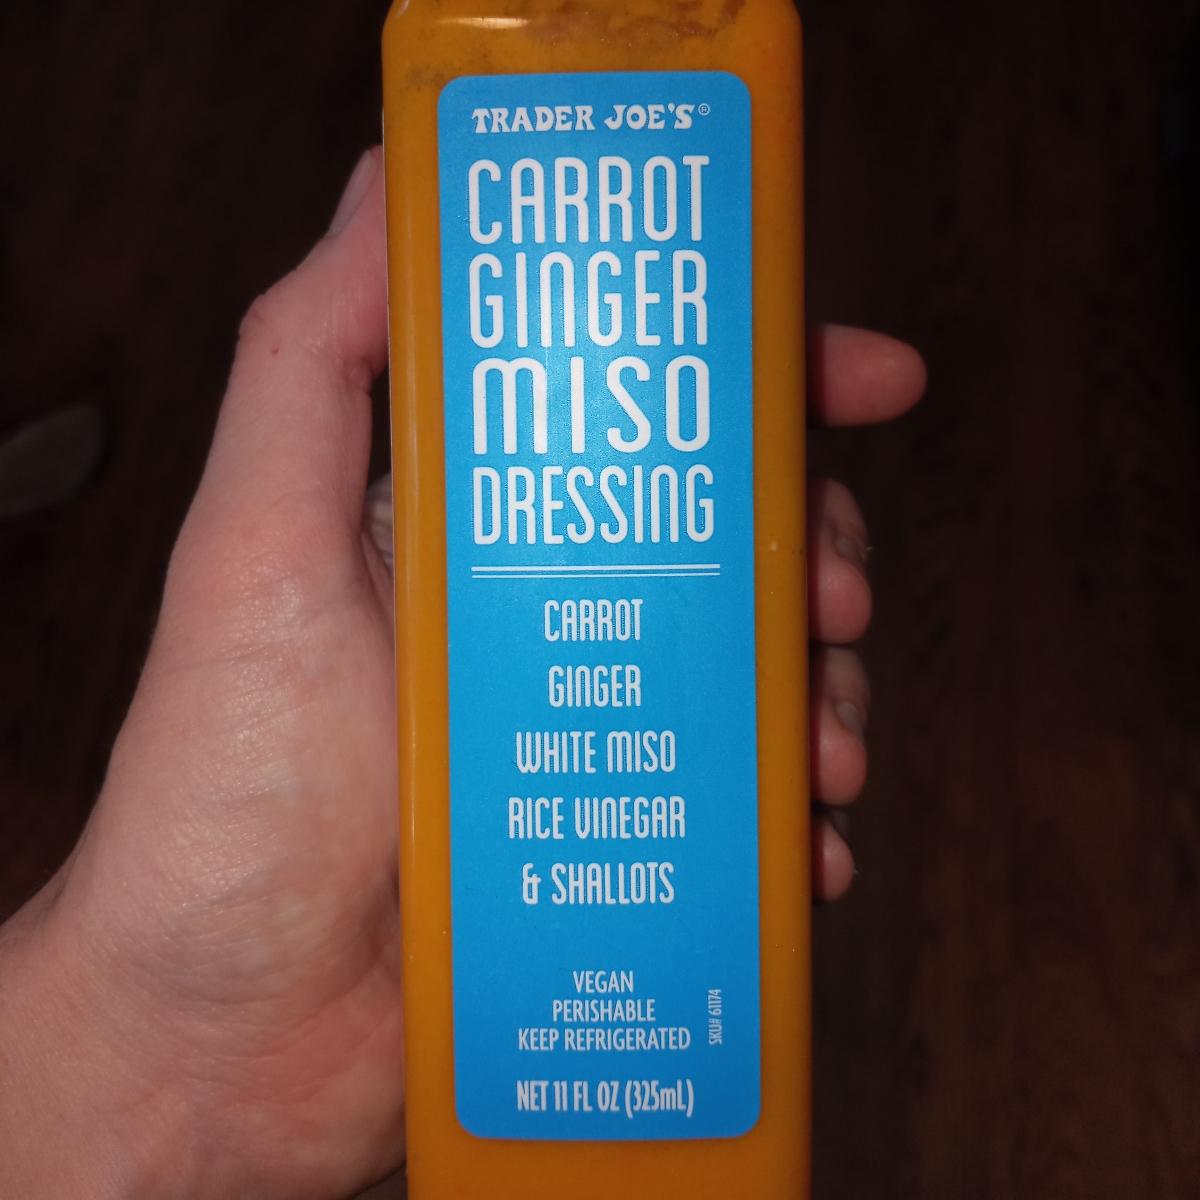 TRADER JOE'S®
CARROT
GINGER
MISO
DRESSING
CARROT
GINGER
WHITE MISO
RICE VINEGAR
& SHALLOTS
VEGAN
PERISHABLE
KEEP REFRIGERATED
SKU# 61174
NET 11 FL OZ (325mL)